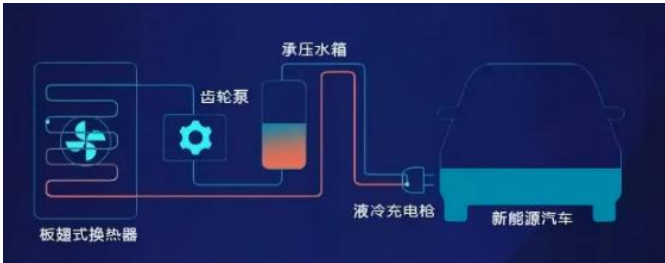 承压水箱
齿轮泵
液冷充电枪
新能源汽车
板翅式换热器